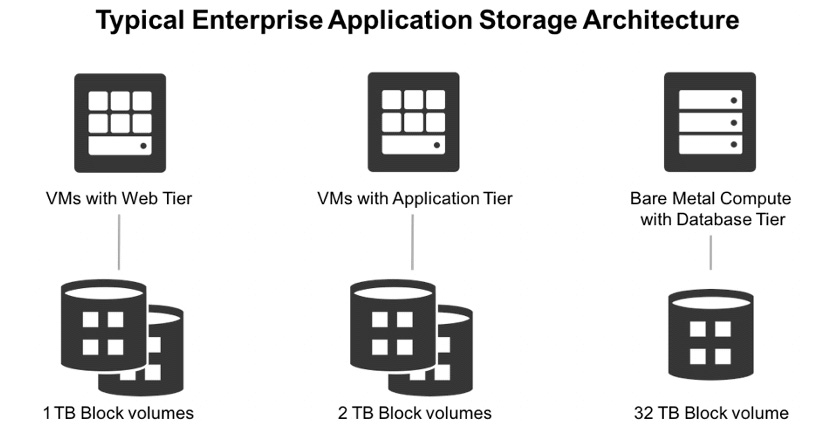 Typical Enterprise Application Storage Architecture
VMs with Web Tier
VMs with Application Tier
Bare Metal Compute
with Database Tier
1 TB Block volumes
2 TB Block volumes
32 TB Block volume